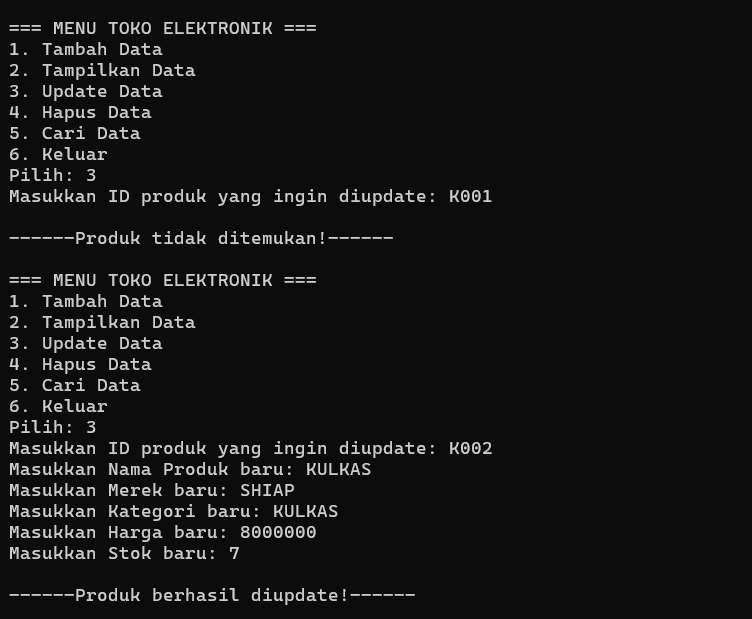 === MENU TOKO ELEKTRONIK ===
1. Tambah Data
2. Tampilkan Data
3. Update Data
4. Hapus Data
5. Cari Data
6. Keluar
Pilih: 3
Masukkan ID produk yang ingin diupdate: K001
------Produk tidak ditemukan!------
=== MENU TOKO ELEKTRONIK ===
1. Tambah Data
2. Tampilkan Data
3. Update Data
4. Hapus Data
5. Cari Data
6. Keluar
Pilih: 3
Masukkan ID produk yang ingin diupdate: K002
Masukkan Nama Produk baru: KULKAS
Masukkan Merek baru: SHIAP
Masukkan Kategori baru: KULKAS
Masukkan Harga baru: 8000000
Masukkan Stok baru: 7
------Produk berhasil diupdate!------